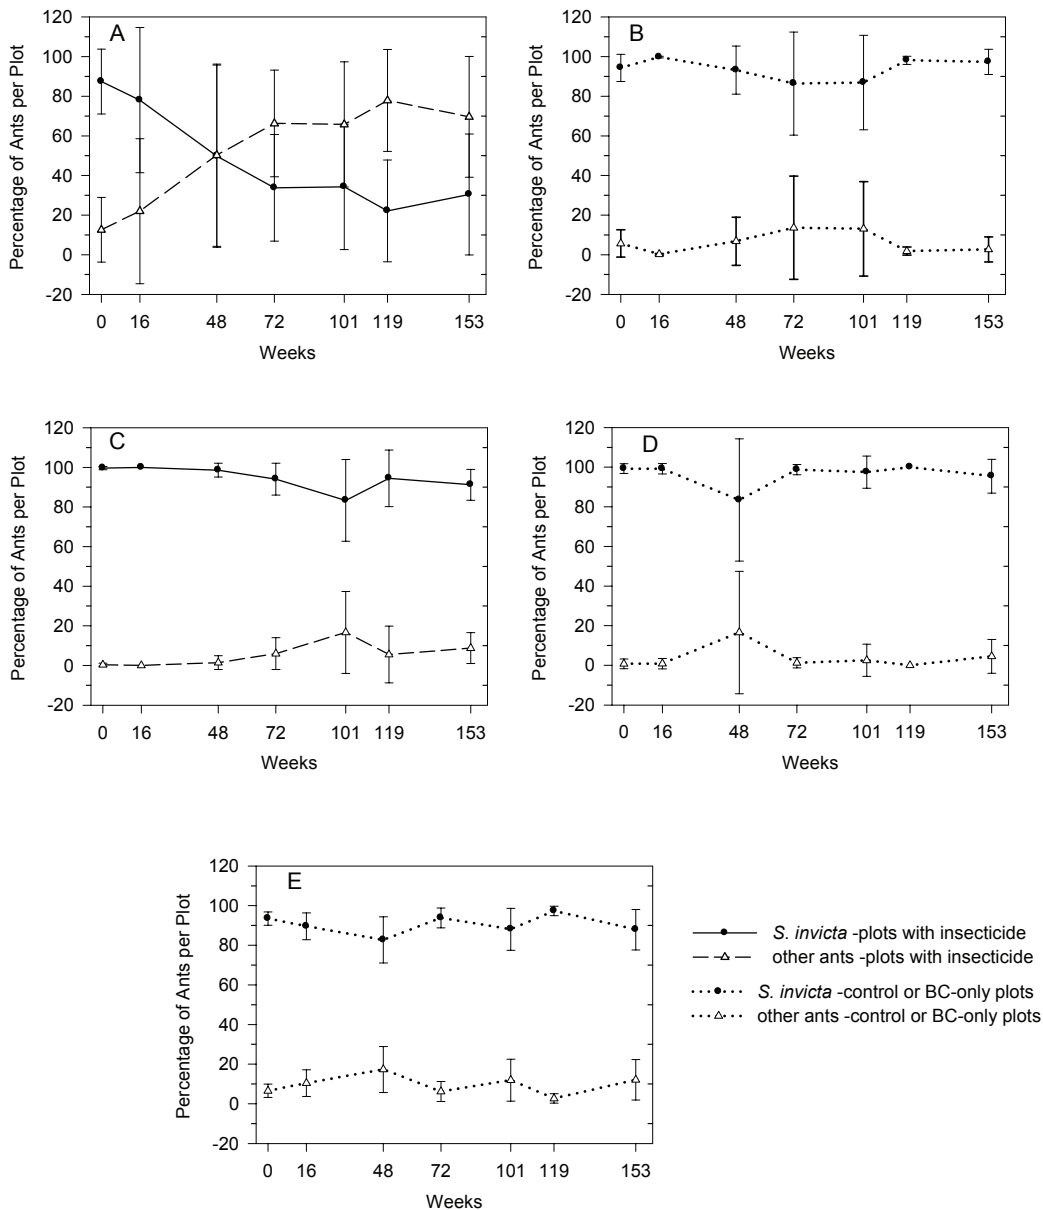 A
Percentage of Ants per Plot
120
100
80
60
40
20
0
-20
0 16 48 72 101 119 153
Weeks
B
Percentage of Ants per Plot
120
100
80
60
40
20
0
-20
0 16 48 72 101 119 153
Weeks
C
Percentage of Ants per Plot
120
100
80
60
40
20
0
-20
0 16 48 72 101 119 153
Weeks
D
Percentage of Ants per Plot
120
100
80
60
40
20
0
-20
0 16 48 72 101 119 153
Weeks
E
Percentage of Ants per Plot
120
100
80
60
40
20
0
-20
0 16 48 72 101 119 153
Weeks
S. invicta -plots with insecticide
other ants -plots with insecticide
S. invicta -control or BC-only plots
other ants -control or BC-only plots